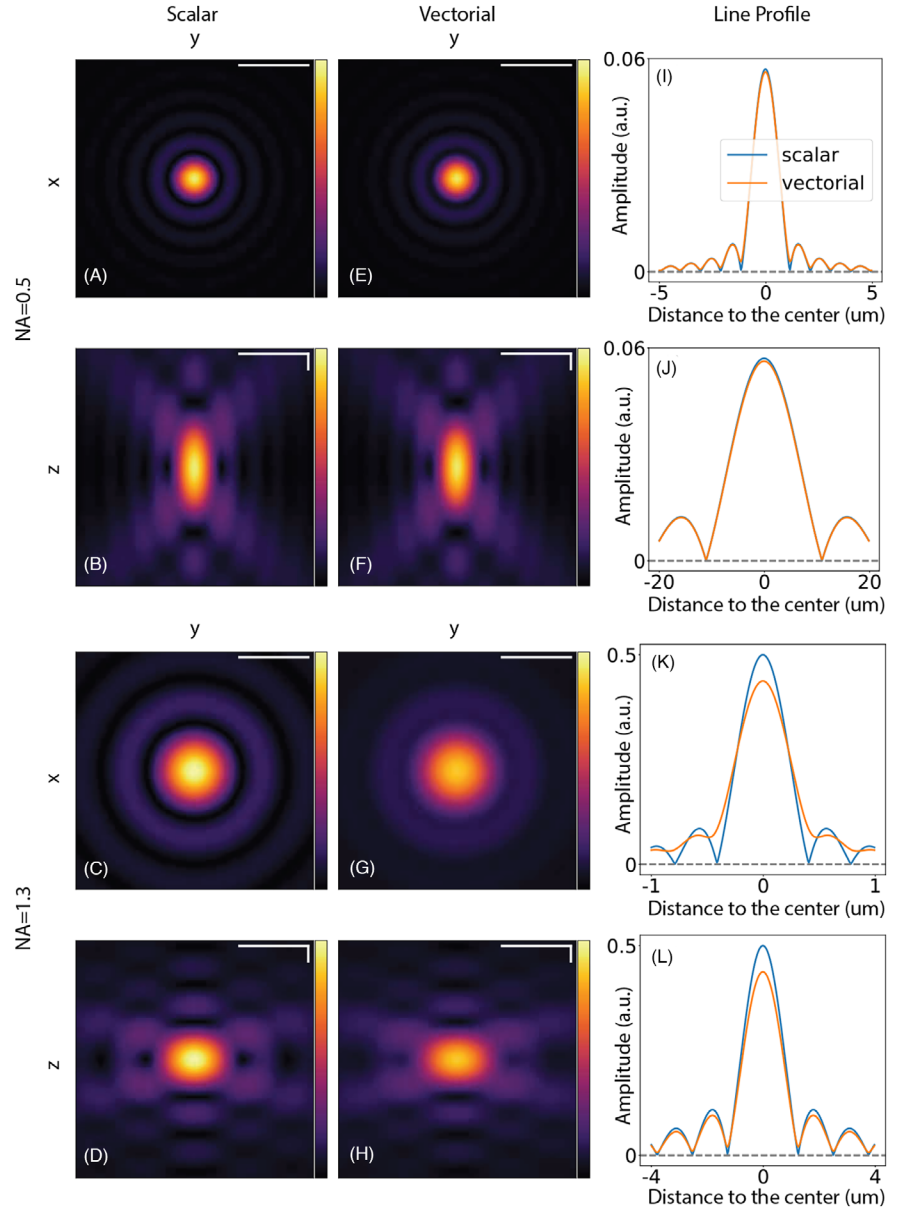 Scalar
Vectorial
Line Profile
y
y
NA=0.5
x
(A)
(E)
(I)
Amplitude (a.u.)
0.06
0
scalar
vectorial
-5
0
5
Distance to the center (um)
z
(B)
(F)
(J)
Amplitude (a.u.)
0.06
0
-20
0
20
Distance to the center (um)
y
y
NA=1.3
x
(C)
(G)
(K)
Amplitude (a.u.)
0.5
0
-1
0
1
Distance to the center (um)
z
(D)
(H)
(L)
Amplitude (a.u.)
0.5
0
-4
0
4
Distance to the center (um)